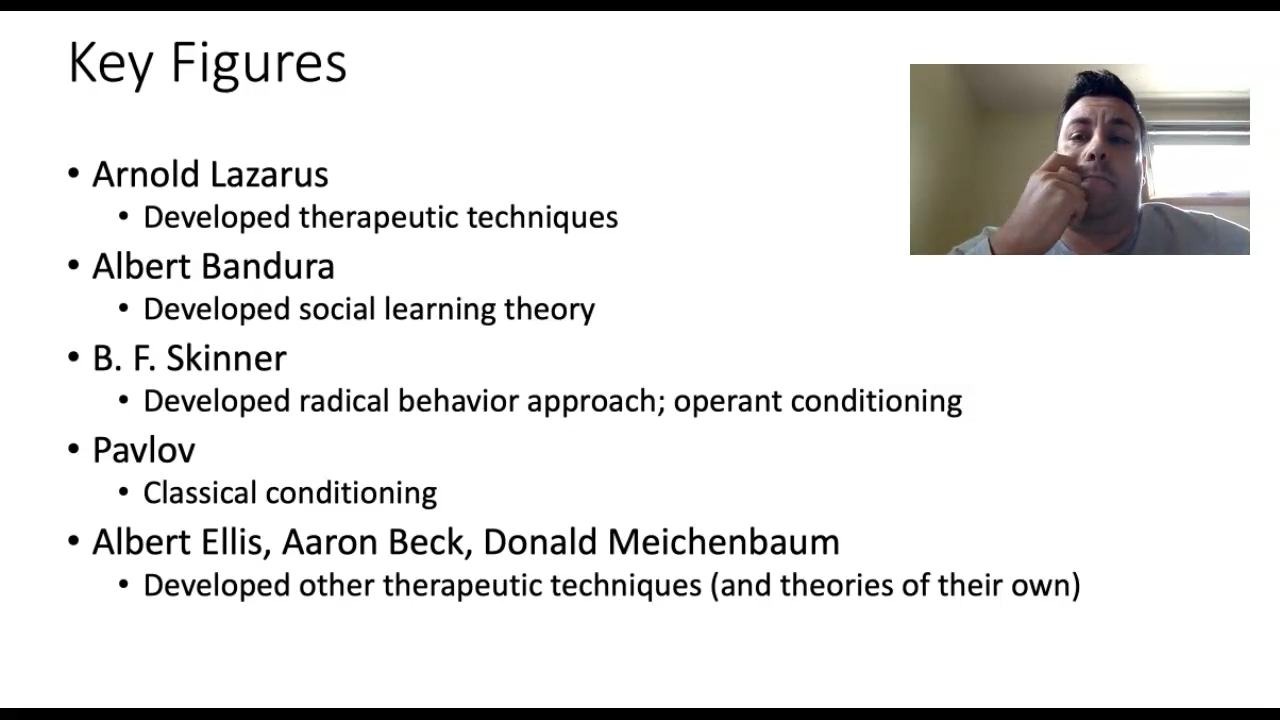 Key Figures
• Arnold Lazarus
• Developed therapeutic techniques
• Albert Bandura
• Developed social learning theory
• B. F. Skinner
• Developed radical behavior approach; operant conditioning
• Pavlov
• Classical conditioning
• Albert Ellis, Aaron Beck, Donald Meichenbaum
• Developed other therapeutic techniques (and theories of their own)